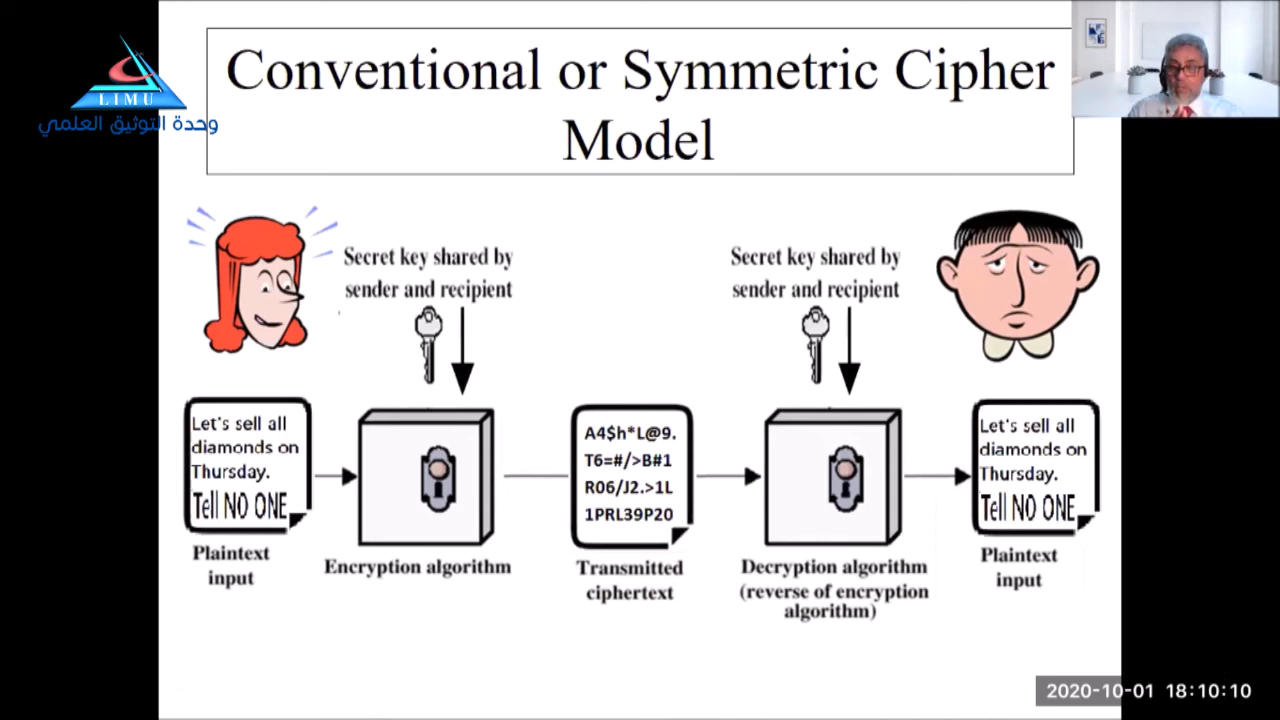 Conventional or Symmetric Cipher
Model
LIMU
وحدة التوثيق العلمي
Secret key shared by
sender and recipient
Secret key shared by
sender and recipient
Let's sell all
diamonds on
Thursday.
Tell NO ONE
A4$h*L@9.
T6=#/>B#1
R06/J2.>1L
1PRL39P20
Let's sell all
diamonds on
Thursday.
Tell NO ONE
Plaintext
input
Encryption algorithm
Transmitted
ciphertext
Decryption algorithm
(reverse of encryption
algorithm)
Plaintext
input
2020-10-01 18:10:10